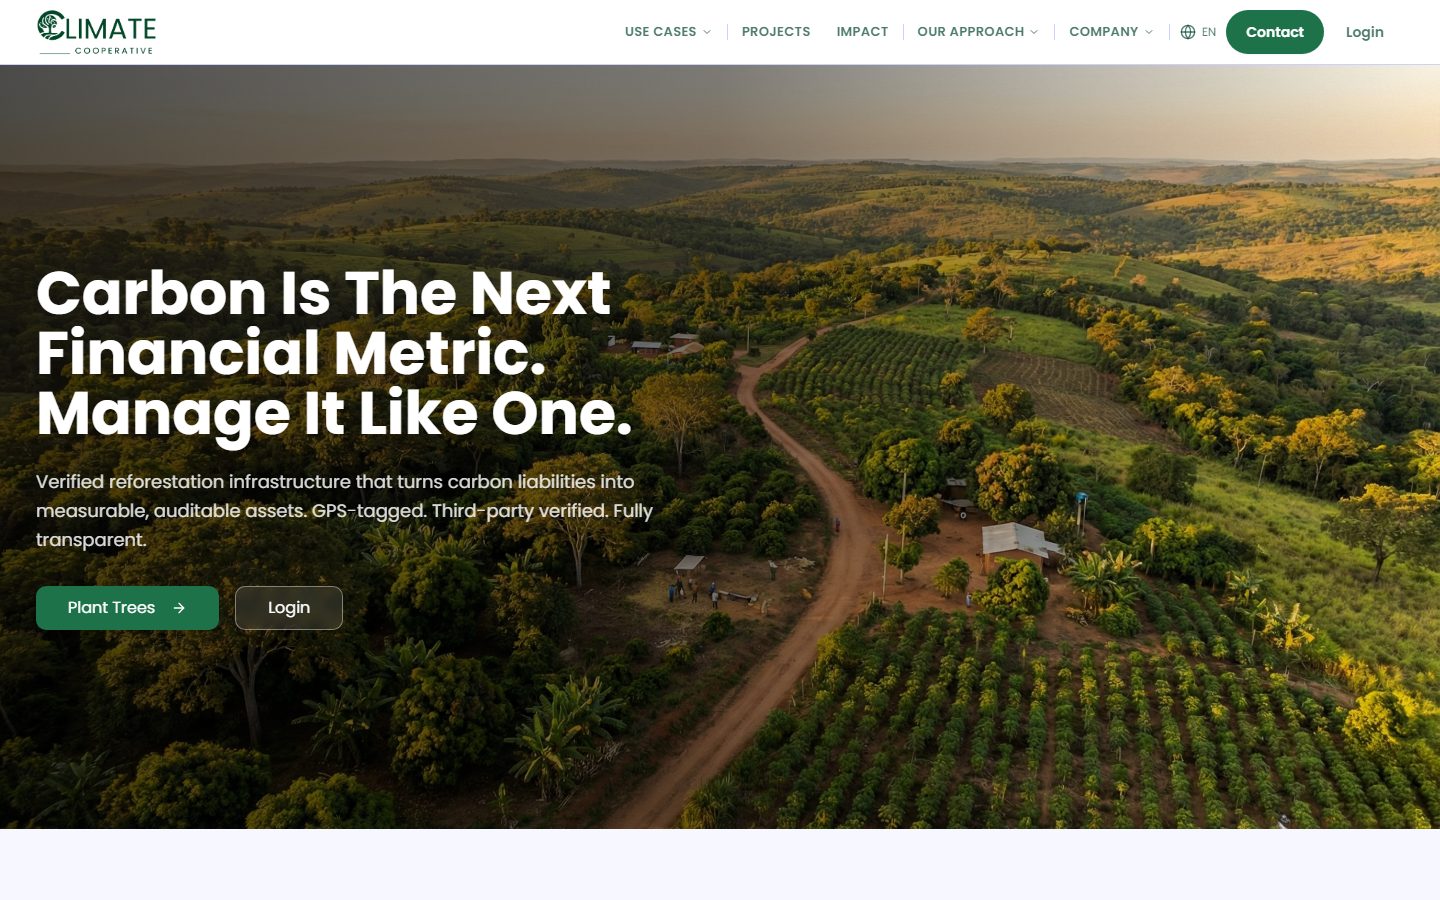 CLIMATE
COOPERATIVE
USE CASES
PROJECTS
IMPACT
OUR APPROACH
COMPANY
EN
Contact
Login
Carbon Is The Next
Financial Metric.
Manage It Like One.
Verified reforestation infrastructure that turns carbon liabilities into
measurable, auditable assets. GPS-tagged. Third-party verified. Fully
transparent.
Plant Trees
Login